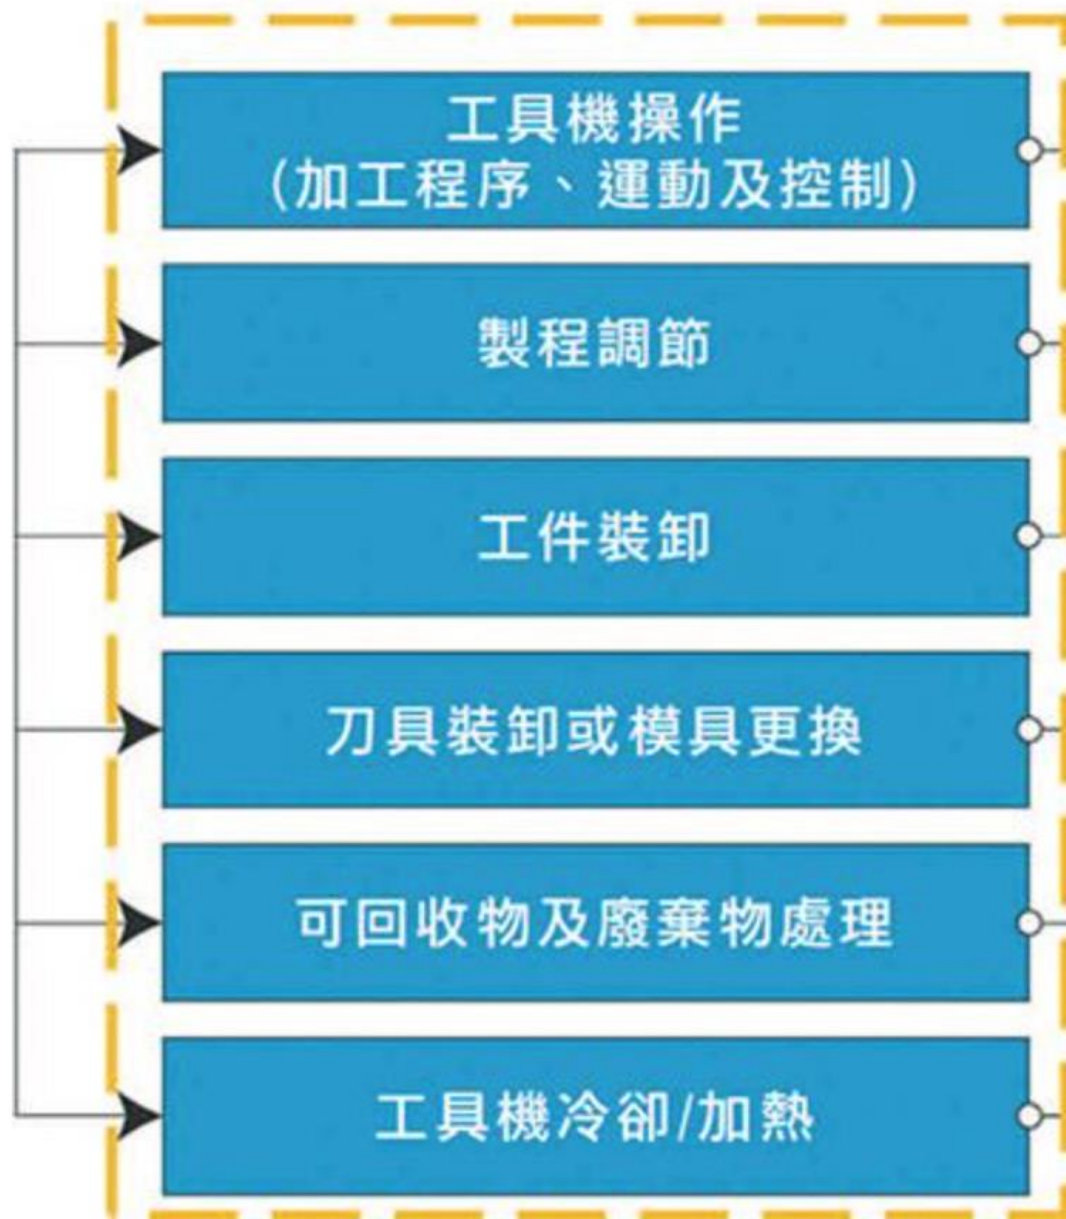 工具機操作
(加工程序、運動及控制)
製程調節
工件裝卸
刀具裝卸或模具更換
可回收物及廢棄物處理
工具機冷卻/加熱